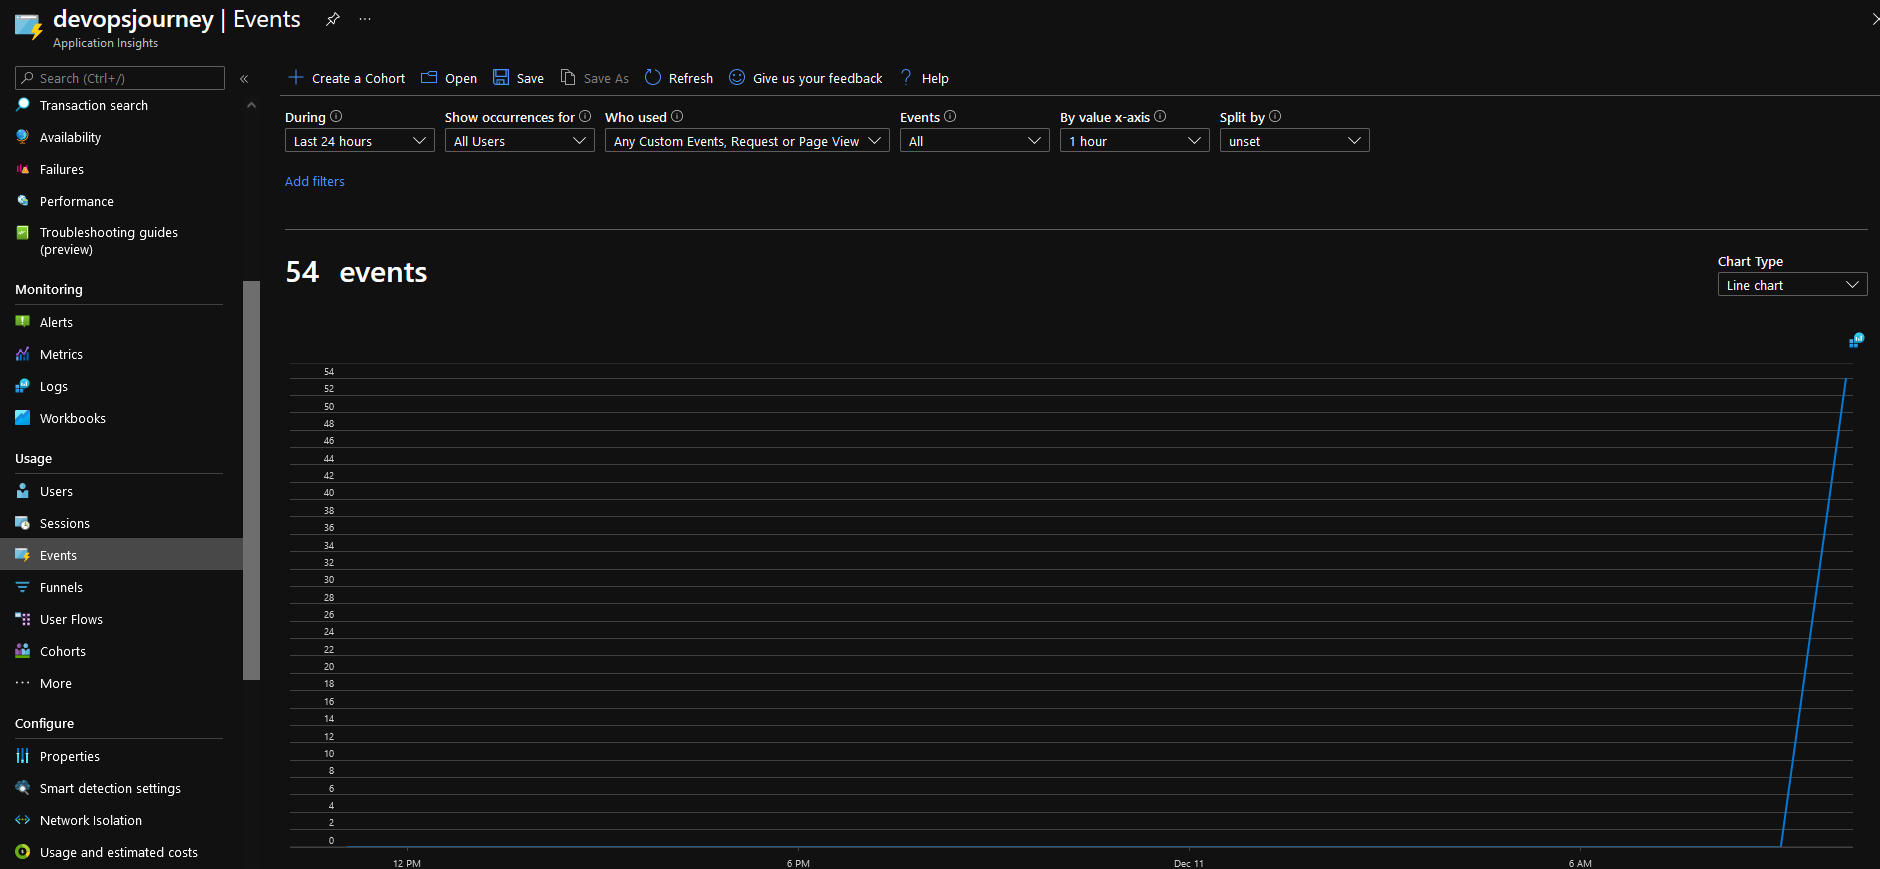 devopsjourney | Events
Application Insights
Search (Ctrl+/)
Transaction search
Availability
Failures
Performance
Troubleshooting guides
(preview)
Monitoring
Alerts
Metrics
Logs
Workbooks
Usage
Users
Sessions
Events
Funnels
User Flows
Cohorts
More
Configure
Properties
Smart detection settings
Network Isolation
Usage and estimated costs
Create a Cohort Open Save Save As Refresh Give us your feedback Help
During Show occurrences for Who used Events By value x-axis Split by
Last 24 hours All Users Any Custom Events, Request or Page View All 1 hour unset
Add filters
54 events
Chart Type
Line chart
54
52
50
48
46
44
42
40
38
36
34
32
30
28
26
24
22
20
18
16
14
12
10
8
6
4
2
0
12 PM 6 PM Dec 11 6 AM